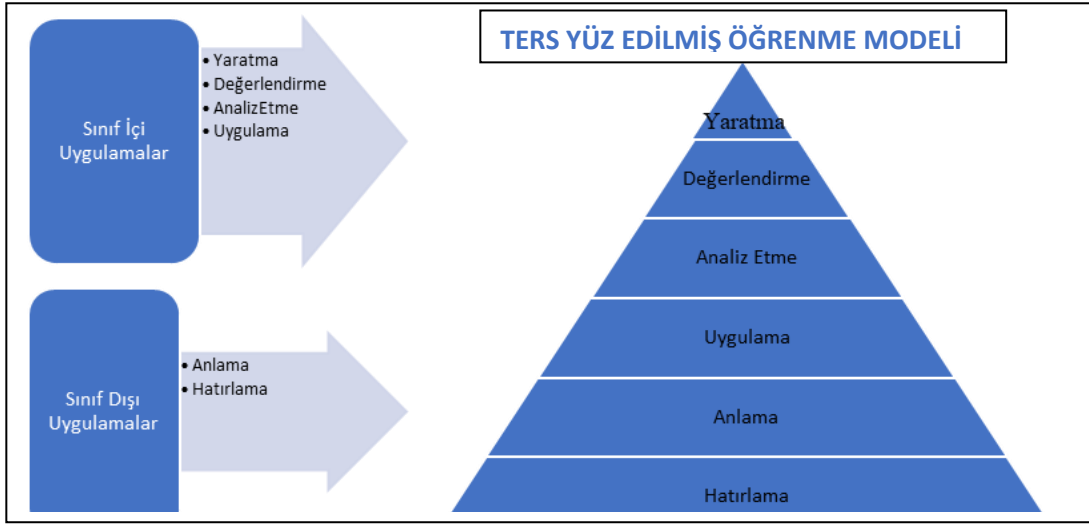 TERS YÜZ EDİLMİŞ ÖĞRENME MODELİ
Sınıf İçi
Uygulamalar
• Yaratma
• Değerlendirme
• AnalizEtme
• Uygulama
Sınıf Dışı
Uygulamalar
• Anlama
• Hatırlama
Yaratma
Değerlendirme
Analiz Etme
Uygulama
Anlama
Hatırlama